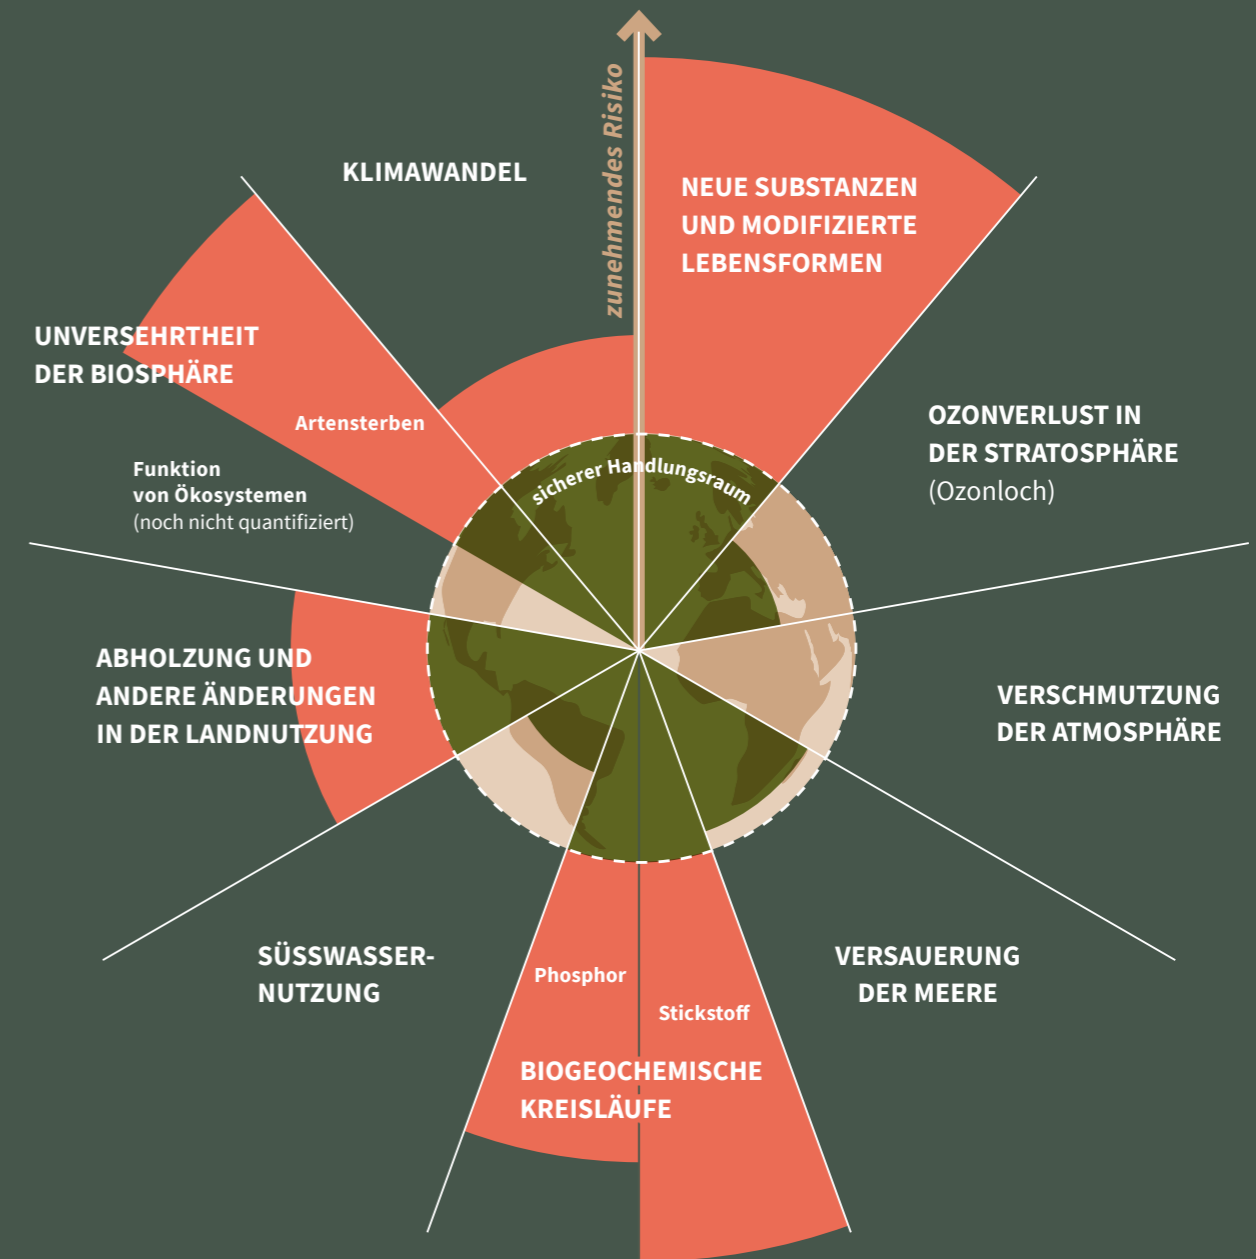 zunehmendes Risiko
KLIMAWANDEL
NEUE SUBSTANZEN
UND MODIFIZIERTE
LEBENSFORMEN
UNVERSEHRTHEIT
DER BIOSPHÄRE
Artensterben
Funktion
von Ökosystemen
(noch nicht quantifiziert)
OZONVERLUST IN
DER STRATOSPHÄRE
(Ozonloch)
sicherer Handlungsraum
ABHOLZUNG UND
ANDERE ÄNDERUNGEN
IN DER LANDNUTZUNG
VERSCHMUTZUNG
DER ATMOSPHÄRE
SÜSSWASSER-
NUTZUNG
Phosphor
Stickstoff
BIOGEOCHEMISCHE
KREISLÄUFE
VERSAUERUNG
DER MEERE